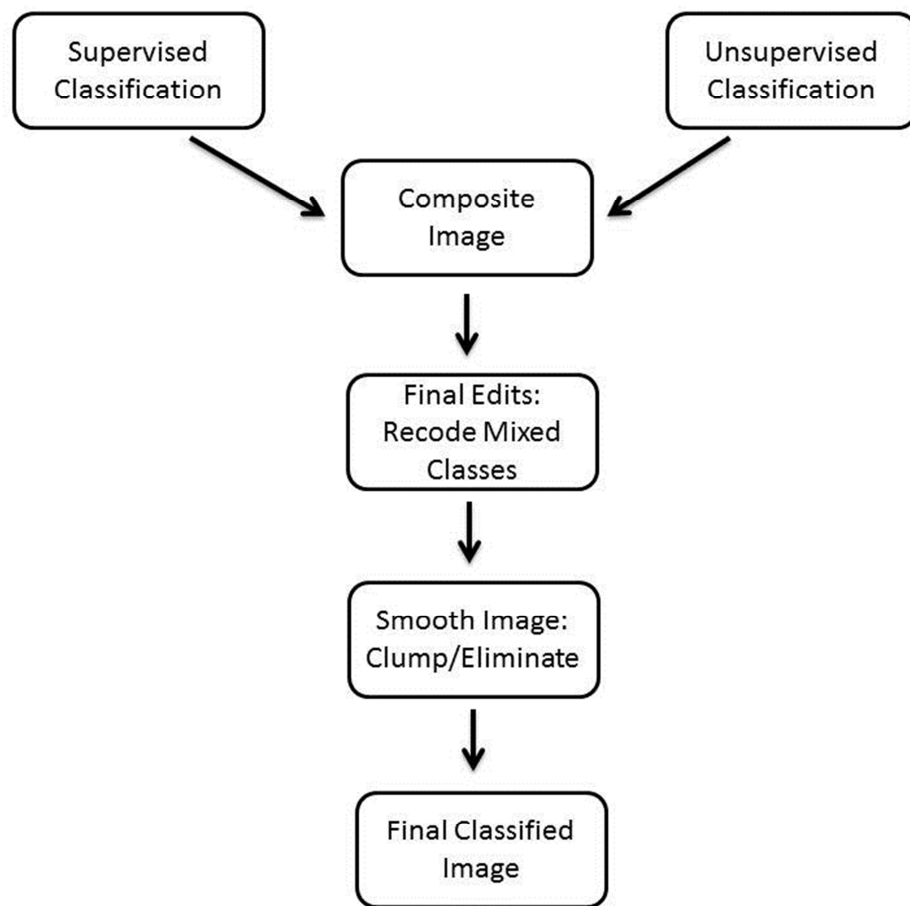 Supervised
Classification
Unsupervised
Classification
Composite
Image
Final Edits:
Recode Mixed
Classes
Smooth Image:
Clump/Eliminate
Final Classified
Image